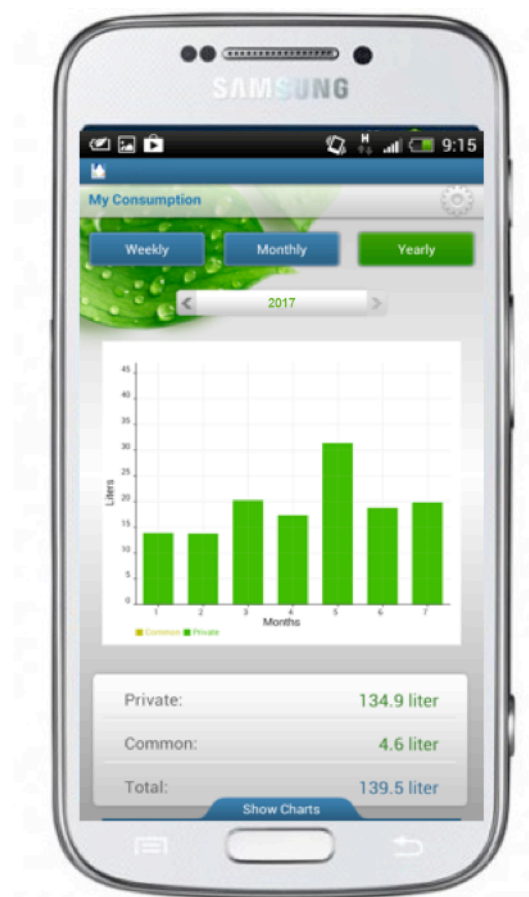 SAMSUNG
H
9:15
My Consumption
Weekly Monthly Yearly
< 2017 >
45
40
35
30
25
20
15
10
5
0
Liters
1 2 3 4 5 6 7
Months
Common Private
Private: 134.9 liter
Common: 4.6 liter
Total: 139.5 liter
Show Charts